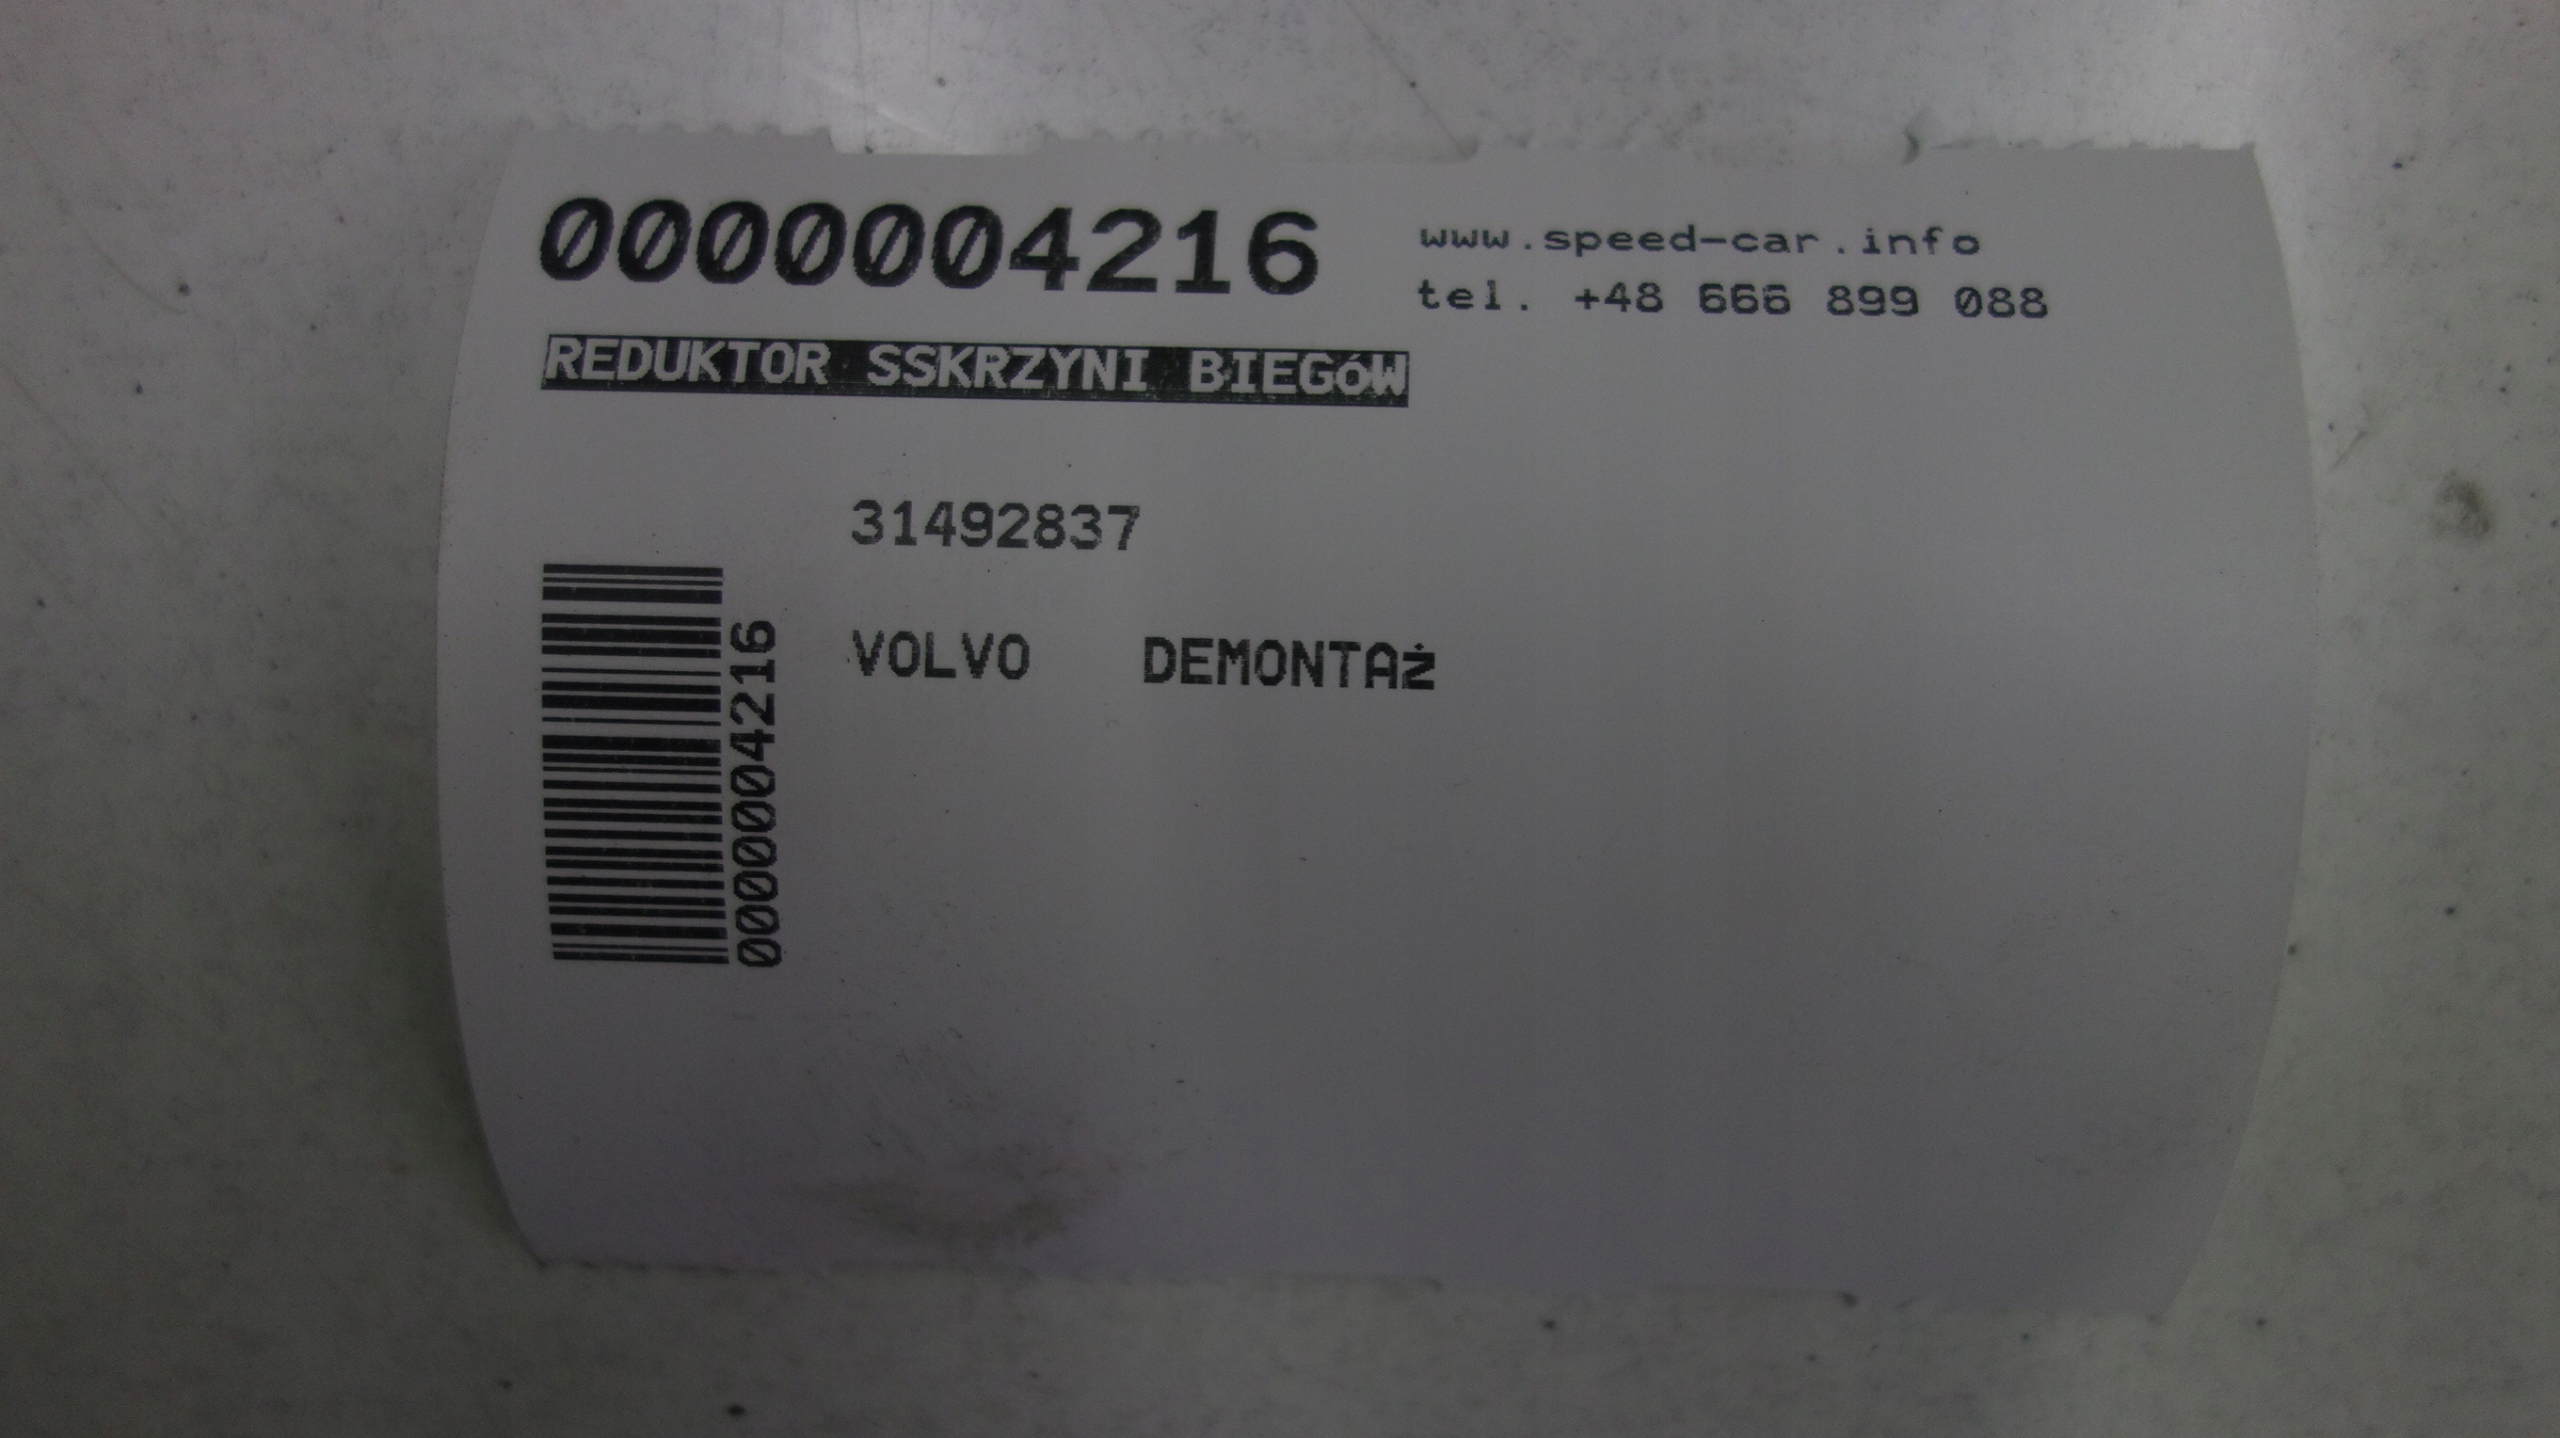 0000004216
www.speed-car.info
tel. +48 666 899 088
REDUKTOR SSKRZYNI BIEGóW
31492837
0000004216
VOLVO DEMONTAż